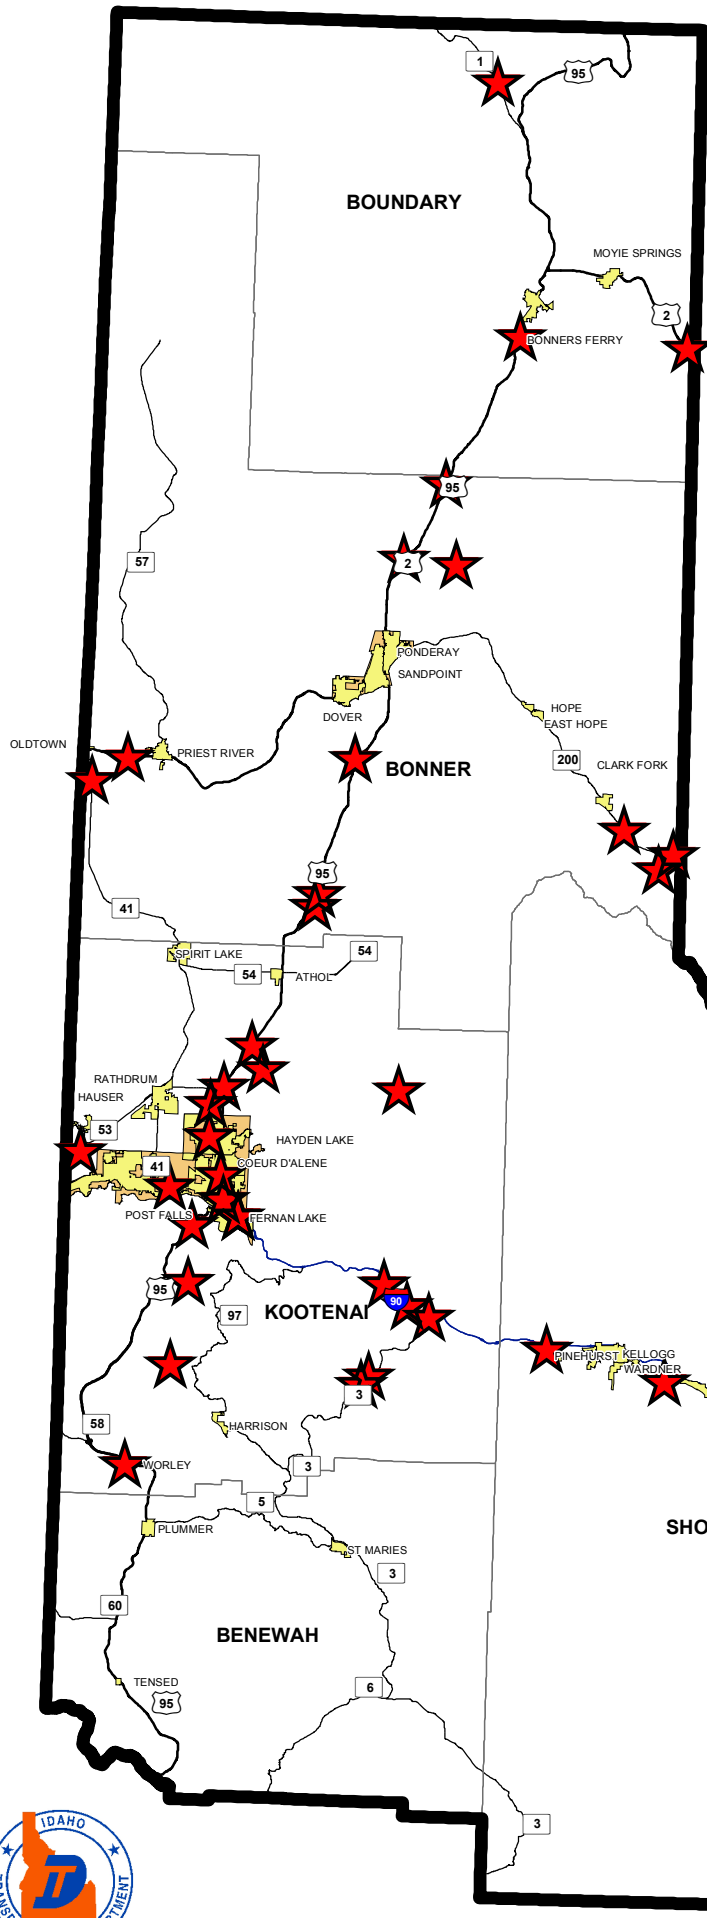 1
95
BOUNDARY
MOYIE SPRINGS
2
BONNERS FERRY
95
2
57
PONDERAY
SANDPOINT
DOVER
HOPE
EAST HOPE
OLDTOWN
PRIEST RIVER
200
CLARK FORK
BONNER
95
41
SPIRIT LAKE
54
54
ATHOL
RATHDRUM
HAUSER
53
HAYDEN LAKE
41
COEUR D'ALENE
POST FALLS
FERNAN LAKE
95
97
KOOTENAI
90
PINEHURST
KELLOGG
WARDNER
3
58
HARRISON
WORLEY
3
5
PLUMMER
ST MARIES
SHO
3
60
BENEWAH
TENSED
95
6
3
IDAHO